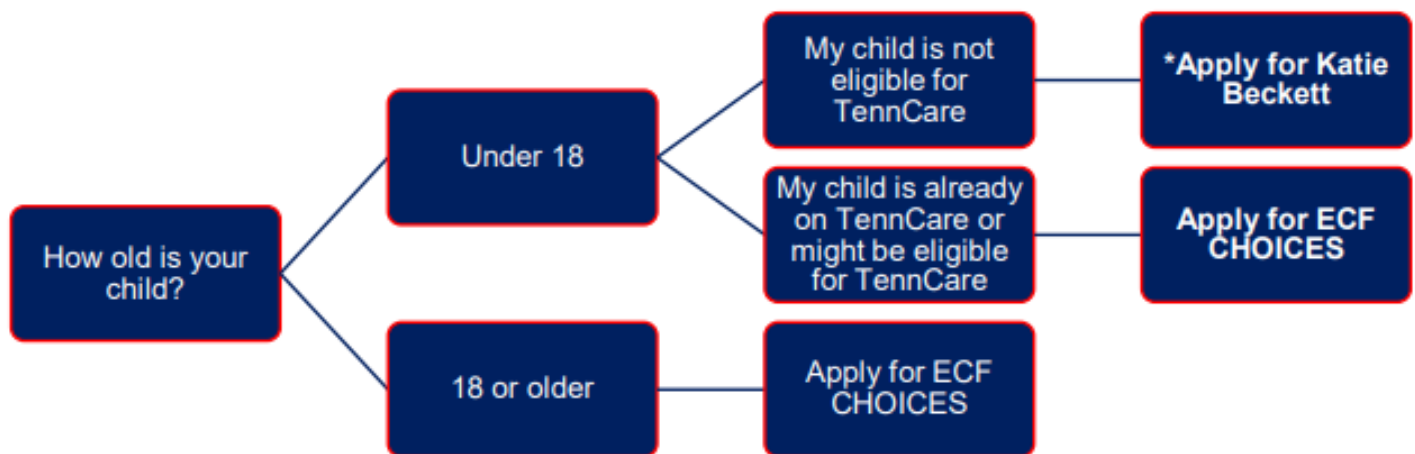 How old is your
child?
Under 18
My child is not
eligible for
TennCare
*Apply for Katie
Beckett
My child is already
on TennCare or
might be eligible
for TennCare
Apply for ECF
CHOICES
18 or older
Apply for ECF
CHOICES